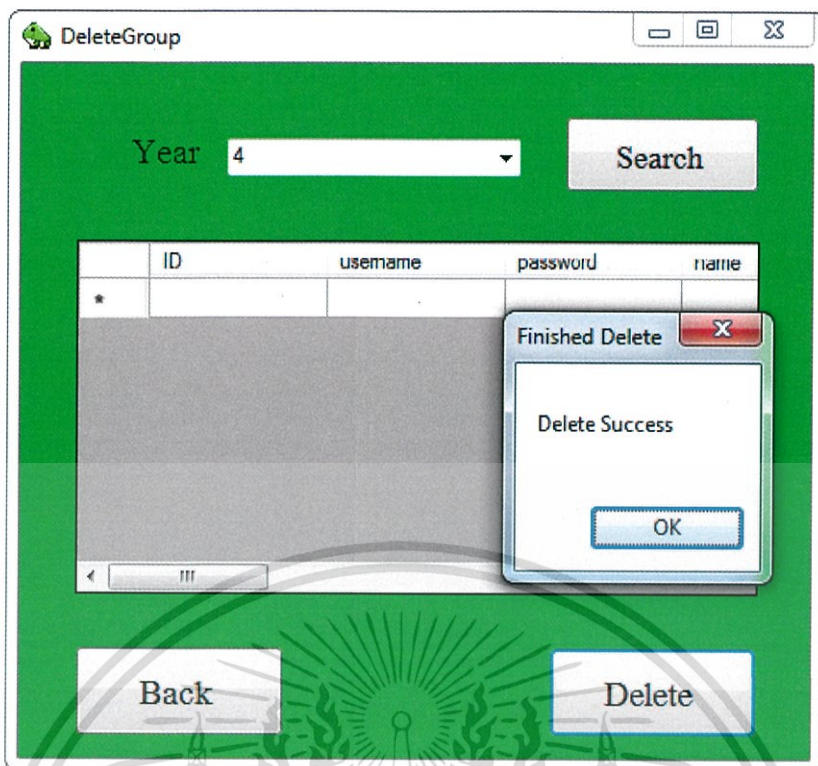 DeleteGroup
Year 4 Search
ID username password name
*
Finished Delete
Delete Success
OK
Back Delete